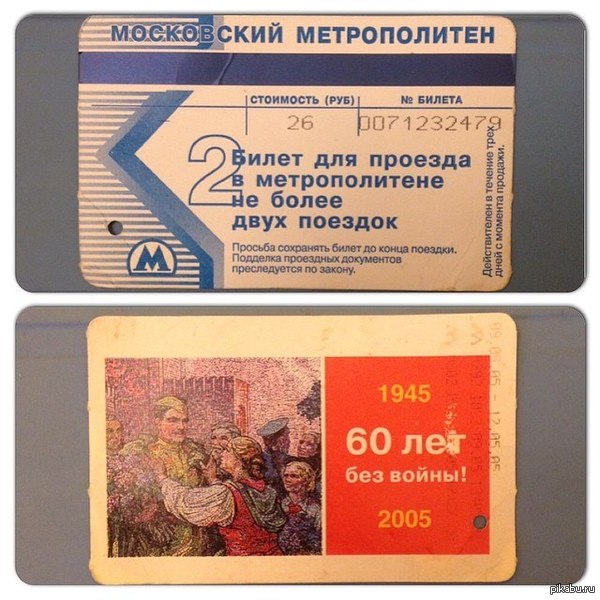 МОСКОВСКИЙ МЕТРОПОЛИТЕН
СТОИМОСТЬ (РУБ) № БИЛЕТА
26 0071232479
2 Билет для проезда
в метрополитене
не более
двух поездок
Просьба сохранять билет до конца поездки.
Подделка проездных документов
преследуется по закону.
Действителен в течение трех
дней с момента продажи.
М
1945
60 лет
без войны!
2005
pikabu.ru